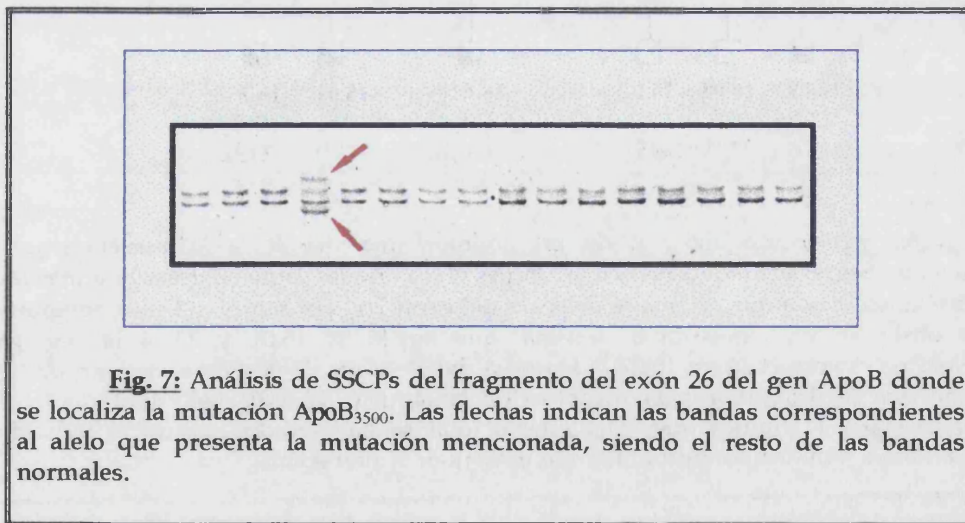 Fig. 7: Análisis de SSCPs del fragmento del exón 26 del gen ApoB donde
se localiza la mutación ApoB₃₅₀₀. Las flechas indican las bandas correspondientes
al alelo que presenta la mutación mencionada, siendo el resto de las bandas
normales.